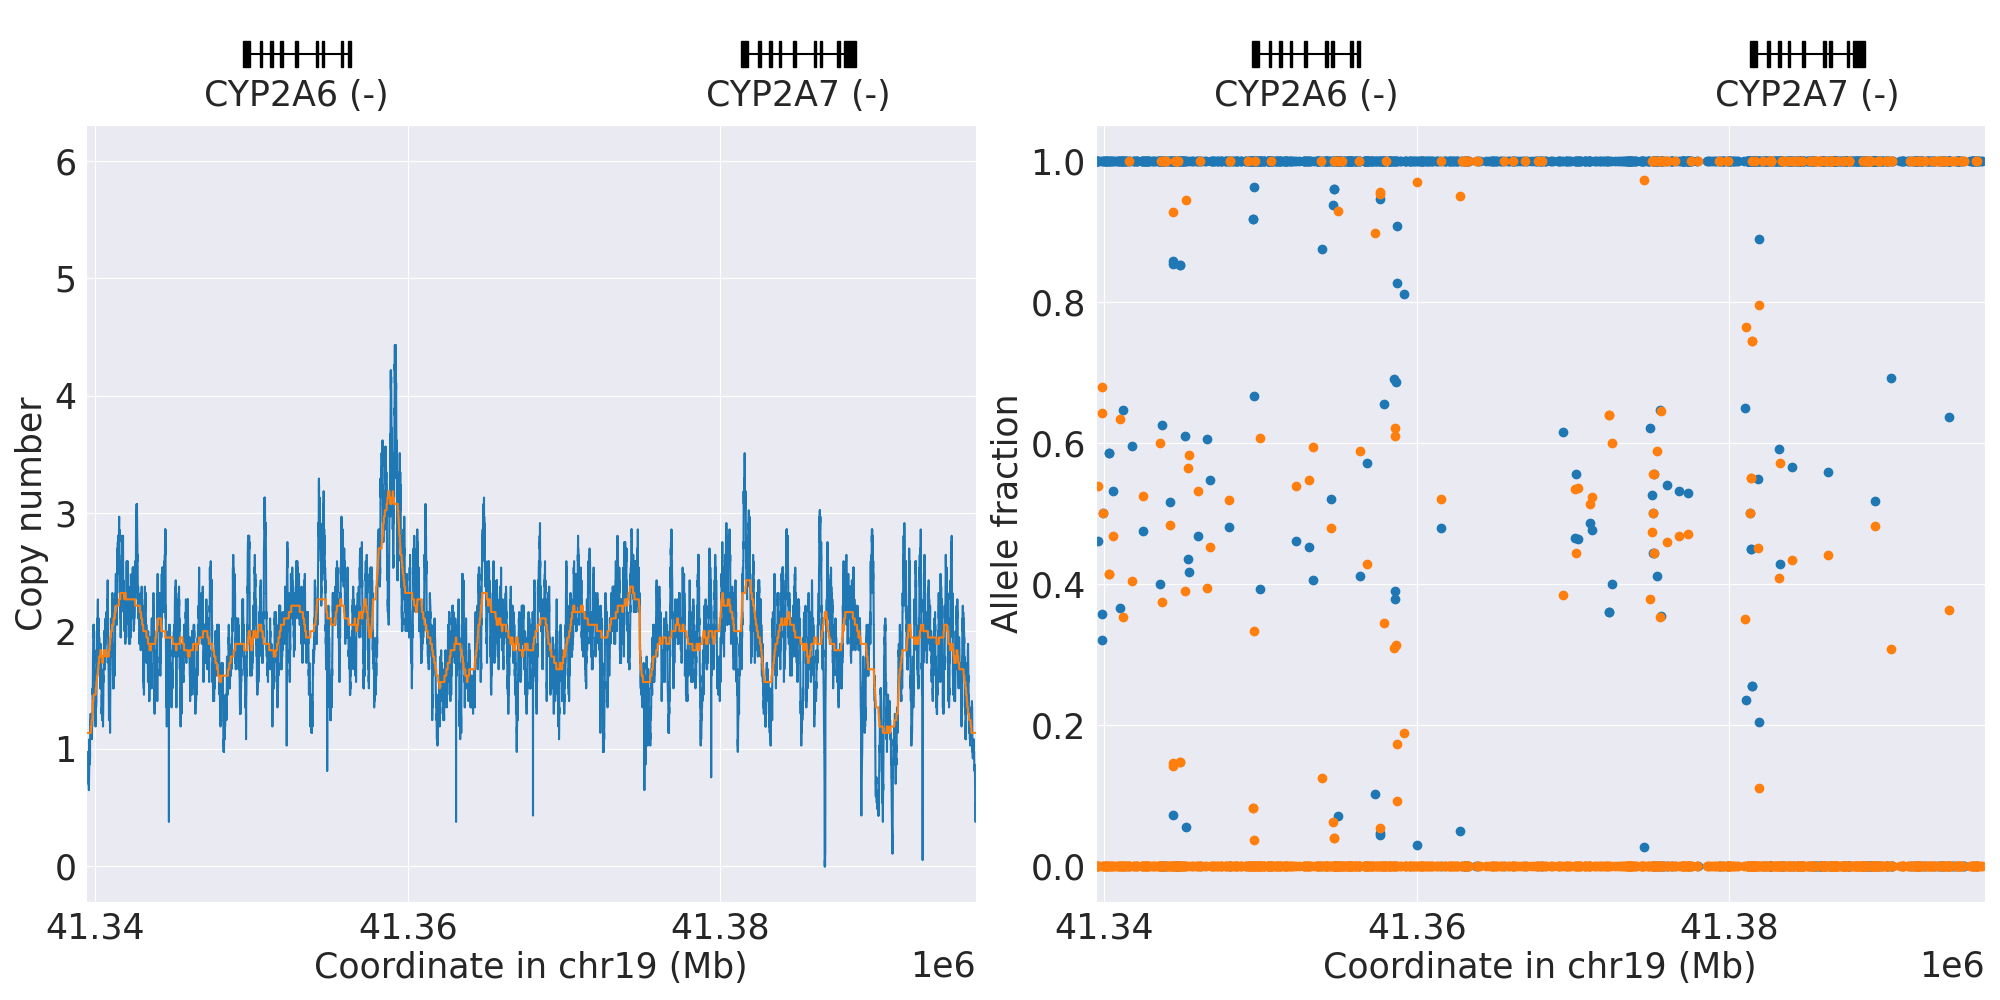 CYP2A6 (-)
CYP2A7 (-)
CYP2A6 (-)
CYP2A7 (-)
Copy number
6
5
4
3
2
1
0
41.34
41.36
41.38
Coordinate in chr19 (Mb)
1e6
Allele fraction
1.0
0.8
0.6
0.4
0.2
0.0
41.34
41.36
41.38
Coordinate in chr19 (Mb)
1e6